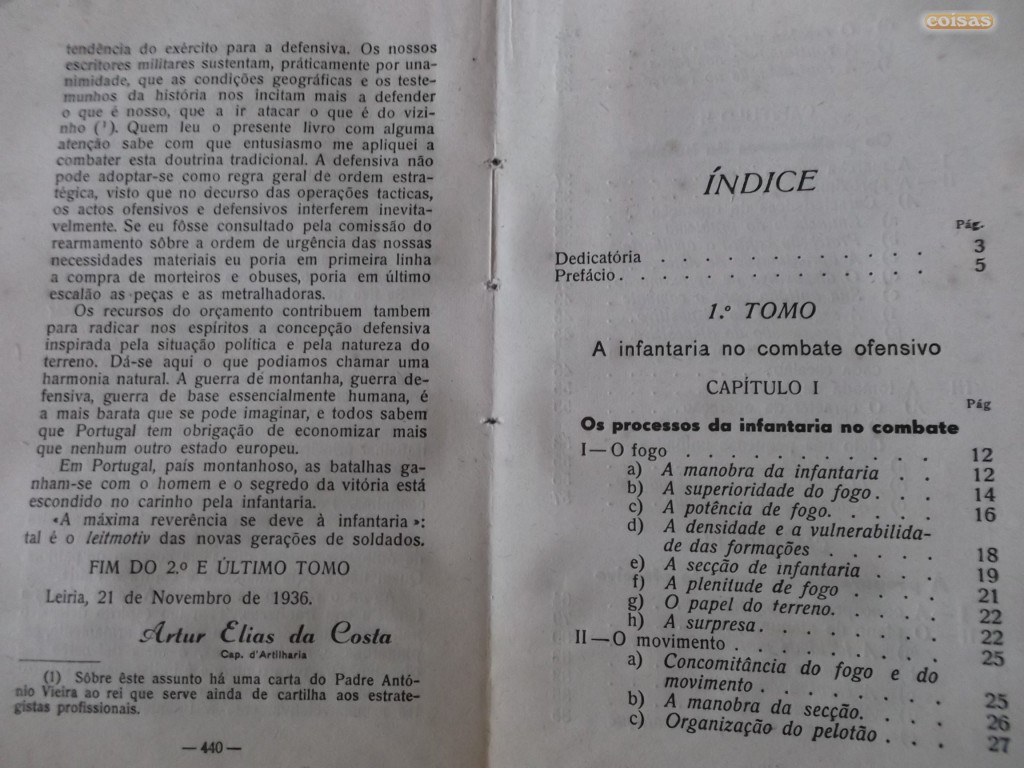 tendência do exèrcito para a defensiva. Os nossos
escritores militares sustentam, pràticamente por una-
nimidade, que as condições geográficas e os teste-
munhos da história nos incitam mais a defender
o que é nosso, que a ir atacar o que é do vizi-
nho (¹). Quem leu o presente livro com alguma
atenção sabe com que entusiasmo me apliquei a
combater esta doutrina tradicional. A defensiva não
pode adoptar-se como regra geral de ordem estra-
tégica, visto que no decurso das operações tacticas,
os actos ofensivos e defensivos interferem inevita-
velmente. Se eu fôsse consultado pela comissão do
rearmamento sôbre a ordem de urgência das nossas
necessidades materiais eu poria em primeira linha
a compra de morteiros e obuses, poria em último
escalão as peças e as metralhadoras.
Os recursos do orçamento contribuem tambem
para radicar nos espíritos a concepção defensiva
inspirada pela situação política e pela natureza do
terreno. Dá-se aqui o que podiamos chamar uma
harmonia natural. A guerra de montanha, guerra de-
fensiva, guerra de base essencialmente humana, é
a mais barata que se pode imaginar, e todos sabem
que Portugal tem obrigação de economizar mais
que nenhum outro estado europeu.
Em Portugal, país montanhoso, as batalhas ga-
nham-se com o homem e o segredo da vitória está
escondido no carinho pela infantaria.
«A máxima reverência se deve à infantaria»:
tal é o leitmotiv das novas gerações de soldados.
FIM DO 2.º E ÚLTIMO TOMO
Leiria, 21 de Novembro de 1936.
Artur Elias da Costa
Cap. d'Artilharia
(1) Sôbre êste assunto há uma carta do Padre Antó-
nio Vieira ao rei que serve ainda de cartilha aos estrate-
gistas profissionais.
— 440 —
coisas
ÍNDICE
Pág.
Dedicatória . . . . . . . . . . . . 3
Prefácio. . . . . . . . . . . . . 5
1.º TOMO
A infantaria no combate ofensivo
CAPÍTULO I
Pág
Os processos da infantaria no combate
I — O fogo . . . . . . . . . . . 12
a) A manobra da infantaria . . 12
b) A superioridade do fogo . . . 14
c) A potência de fogo. . . . . 16
d) A densidade e a vulnerabilida-
de das formações . . . . . 18
e) A secção de infantaria . . . 19
f) A plenitude de fogo . . . . 21
g) O papel do terreno. . . . . 22
h) A surpresa. . . . . . . . 22
II — O movimento . . . . . . . . . 25
a) Concomitância do fogo e do
movimento . . . . . . . . 25
b) A manobra da secção. . . . 26
c) Organização do pelotão . . . 27